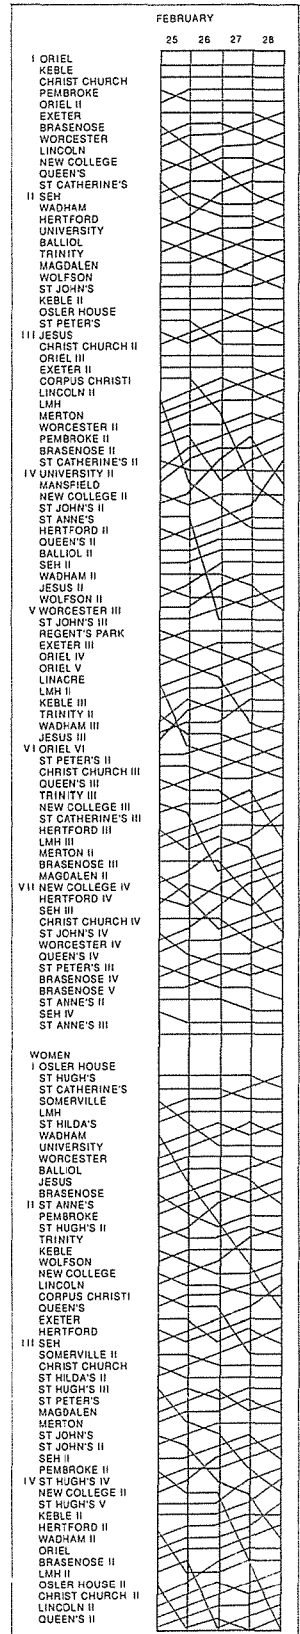 FEBRUARY
25 26 27 28
I ORIEL
KEBLE
CHRIST CHURCH
PEMBROKE
ORIEL II
EXETER
BRASENOSE
WORCESTER
LINCOLN
NEW COLLEGE
QUEEN'S
ST CATHERINE'S
II SEH
WADHAM
HERTFORD
UNIVERSITY
BALLIOL
TRINITY
MAGDALEN
WOLFSON
ST JOHN'S
KEBLE II
OSLER HOUSE
ST PETER'S
III JESUS
CHRIST CHURCH II
ORIEL III
EXETER II
CORPUS CHRISTI
LINCOLN II
LMH
MERTON
WORCESTER II
PEMBROKE II
BRASENOSE II
ST CATHERINE'S II
IV UNIVERSITY II
MANSFIELD
NEW COLLEGE II
ST JOHN'S II
ST ANNE'S
HERTFORD II
QUEEN'S II
BALLIOL II
SEH II
WADHAM II
JESUS II
WOLFSON II
V WORCESTER III
ST JOHN'S III
REGENT'S PARK
EXETER III
ORIEL IV
ORIEL V
LINACRE
LMH II
KEBLE III
TRINITY II
WADHAM III
JESUS III
VI ORIEL VI
ST PETER'S II
CHRIST CHURCH III
QUEEN'S III
TRINITY III
NEW COLLEGE III
ST CATHERINE'S III
HERTFORD III
LMH III
MERTON II
BRASENOSE III
MAGDALEN II
VII NEW COLLEGE IV
HERTFORD IV
SEH III
CHRIST CHURCH IV
ST JOHN'S IV
WORCESTER IV
QUEEN'S IV
ST PETER'S III
BRASENOSE IV
BRASENOSE V
ST ANNE'S II
SEH IV
ST ANNE'S III
WOMEN
I OSLER HOUSE
ST HUGH'S
ST CATHERINE'S
SOMERVILLE
LMH
ST HILDA'S
WADHAM
UNIVERSITY
WORCESTER
BALLIOL
JESUS
BRASENOSE
II ST ANNE'S
PEMBROKE
ST HUGH'S II
TRINITY
KEBLE
WOLFSON
NEW COLLEGE
LINCOLN
CORPUS CHRISTI
QUEEN'S
EXETER
HERTFORD
III SEH
SOMERVILLE II
CHRIST CHURCH
ST HILDA'S II
ST HUGH'S III
ST PETER'S
MAGDALEN
MERTON
ST JOHN'S
ST JOHN'S II
SEH II
PEMBROKE II
IV ST HUGH'S IV
NEW COLLEGE II
ST HUGH'S V
KEBLE II
HERTFORD II
WADHAM II
ORIEL
BRASENOSE II
LMH II
OSLER HOUSE II
CHRIST CHURCH II
LINCOLN II
QUEEN'S II